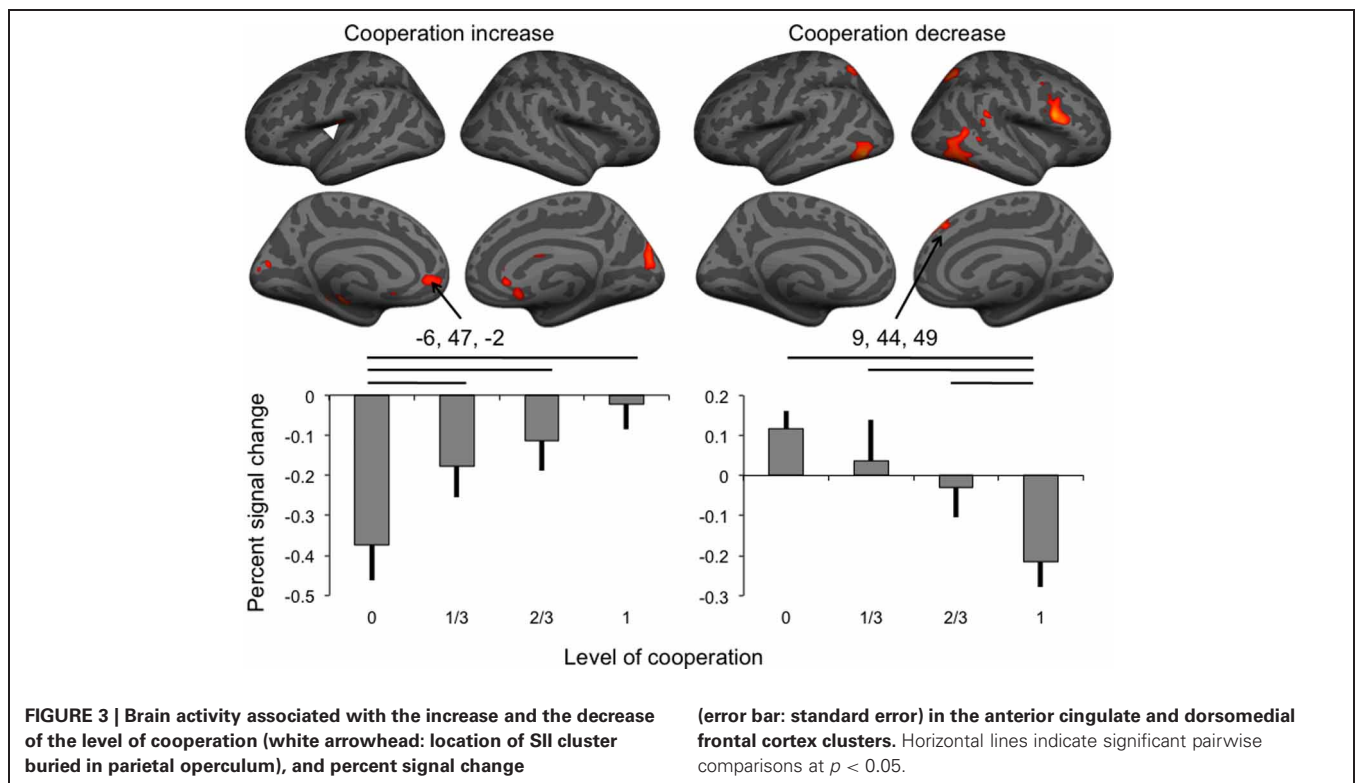 Cooperation increase
Cooperation decrease
-6, 47, -2
9, 44, 49
Percent signal change
0
-0.1
-0.2
-0.3
-0.4
-0.5
0
1/3
2/3
1
0.2
0.1
0
-0.1
-0.2
-0.3
0
1/3
2/3
1
Level of cooperation
FIGURE 3 | Brain activity associated with the increase and the decrease
of the level of cooperation (white arrowhead: location of SII cluster
buried in parietal operculum), and percent signal change
(error bar: standard error) in the anterior cingulate and dorsomedial
frontal cortex clusters. Horizontal lines indicate significant pairwise
comparisons at p < 0.05.